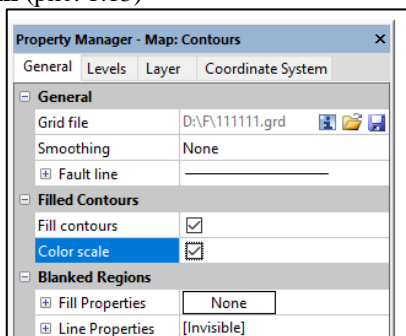 Property Manager - Map: Contours
General Levels Layer Coordinate System
General
Grid file D:\F\111111.grd
Smoothing None
Fault line
Filled Contours
Fill contours
Color scale
Blanked Regions
Fill Properties None
Line Properties [Invisible]